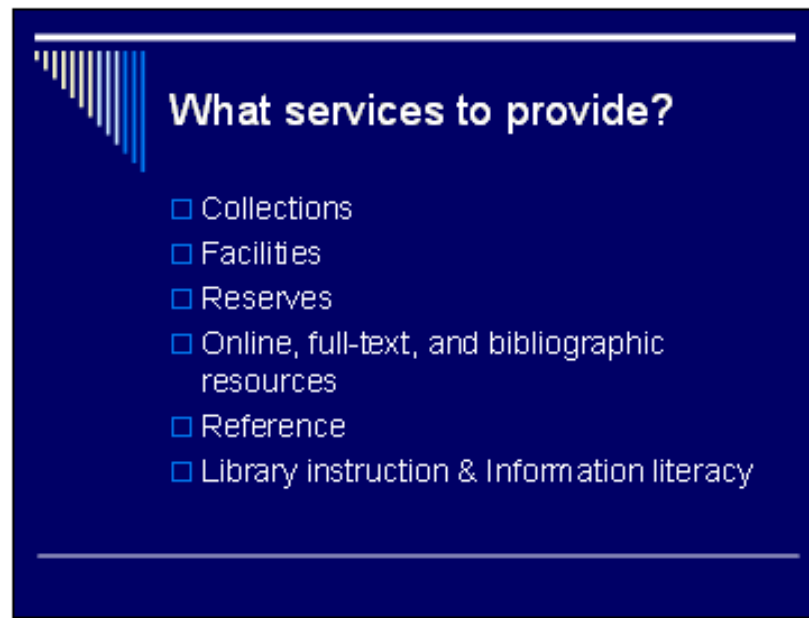 What services to provide?
Collections
Facilities
Reserves
Online, full-text, and bibliographic
resources
Reference
Library instruction & Information literacy